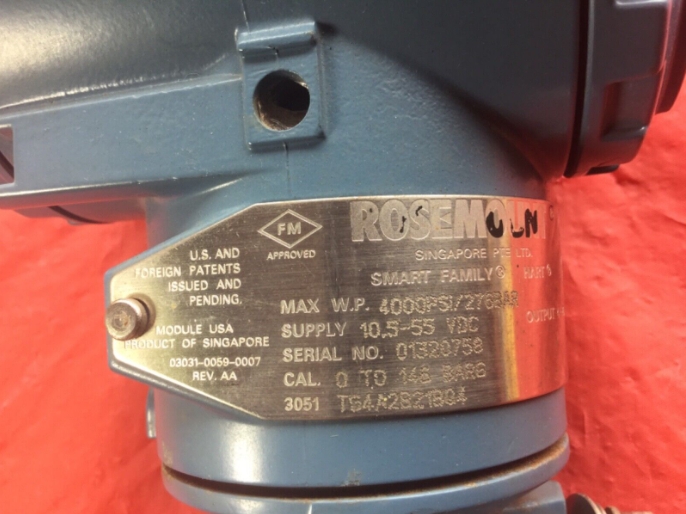 FM
APPROVED
ROSEMOUNT
SINGAPORE PTE LTD.
SMART FAMILY® HART®
U.S. AND
FOREIGN PATENTS
ISSUED AND
PENDING.
MODULE USA
PRODUCT OF SINGAPORE
03031-0059-0007
REV. AA
MAX W.P. 4000PSI/276BAR
SUPPLY 10.5-55 VDC
OUTPUT
SERIAL NO. 01320758
CAL. 0 TO 146 BARG
3051